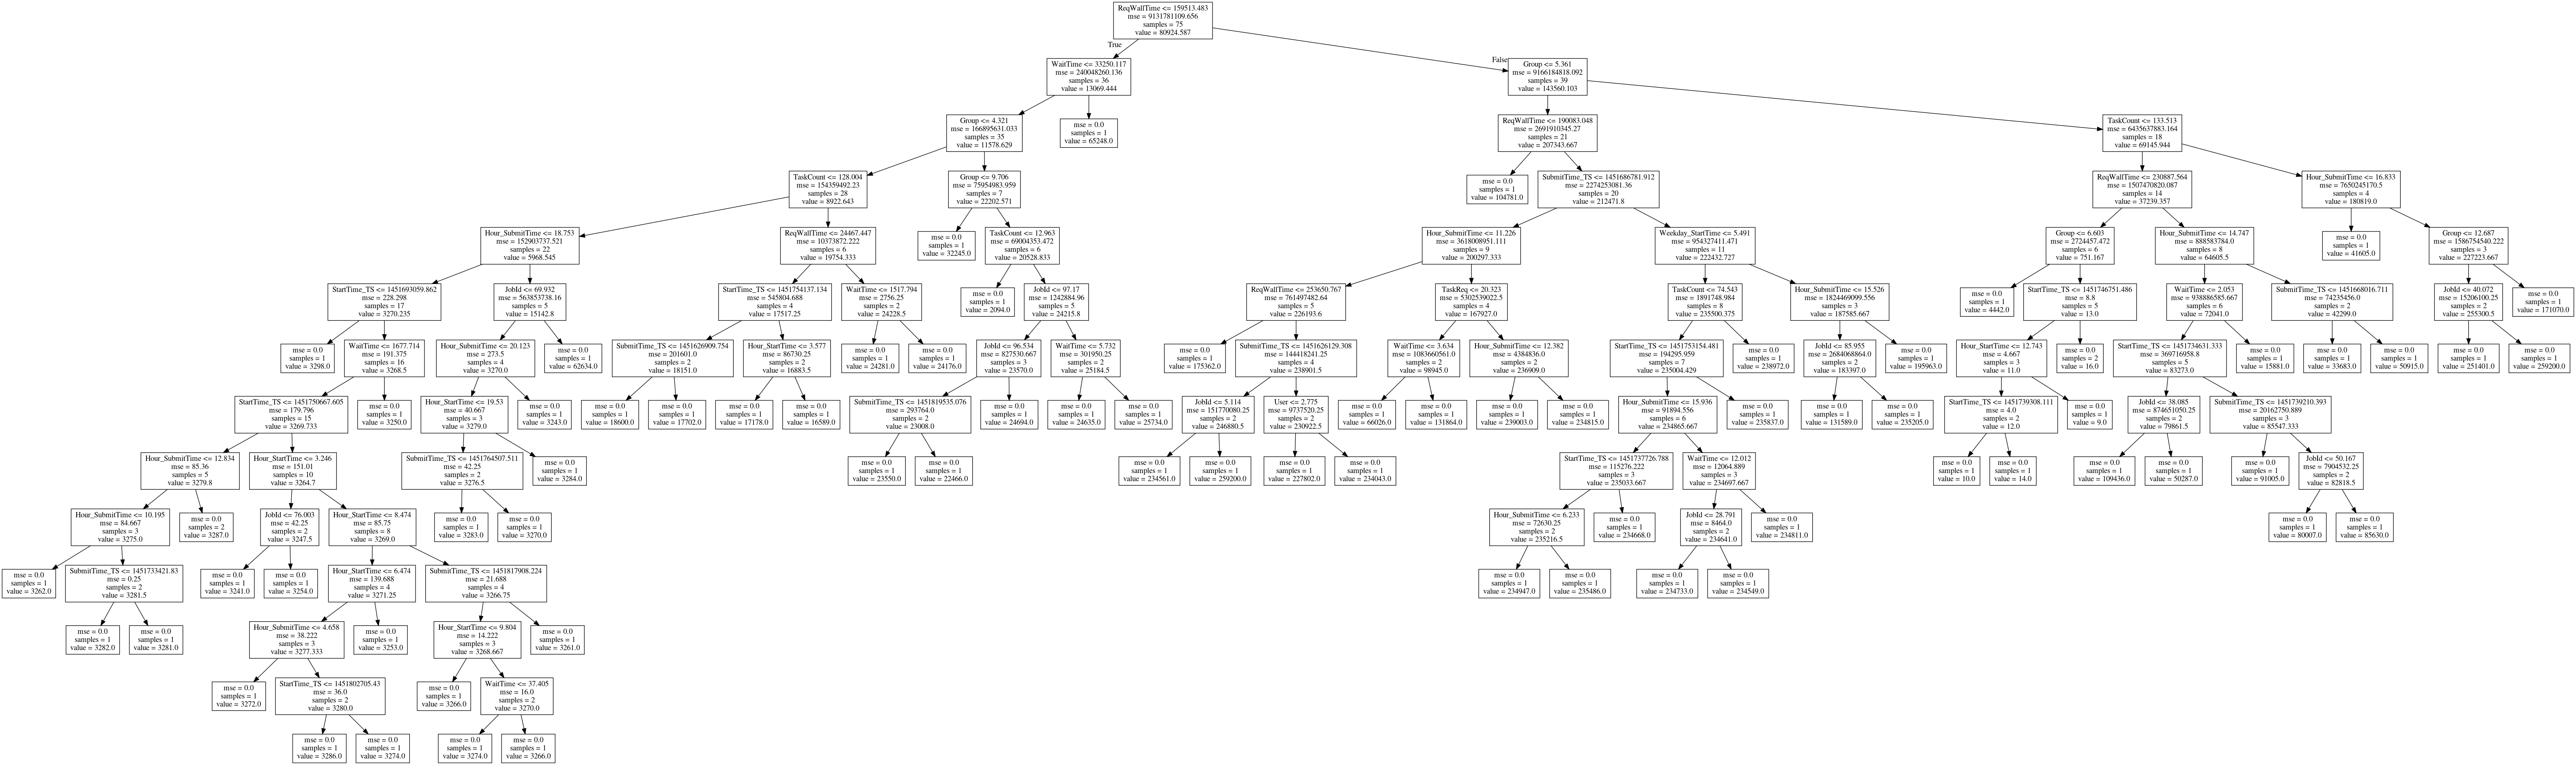 ReqWallTime <= 159513.483
mse = 9131781109.656
samples = 75
value = 80924.587
True
False
WaitTime <= 33250.117
mse = 240048260.136
samples = 36
value = 13069.444
Group <= 5.361
mse = 9166184818.092
samples = 39
value = 143560.103
Group <= 4.321
mse = 166895631.033
samples = 35
value = 11578.629
mse = 0.0
samples = 1
value = 65248.0
ReqWallTime <= 190083.048
mse = 2691910345.27
samples = 21
value = 207343.667
TaskCount <= 133.513
mse = 6435637883.164
samples = 18
value = 69145.944
TaskCount <= 128.004
mse = 154359492.23
samples = 28
value = 8922.643
Group <= 9.706
mse = 75954983.959
samples = 7
value = 22202.571
mse = 0.0
samples = 1
value = 104781.0
SubmitTime_TS <= 1451686781.912
mse = 2274253081.36
samples = 20
value = 212471.8
ReqWallTime <= 230887.564
mse = 1507470820.087
samples = 14
value = 37239.357
Hour_SubmitTime <= 16.833
mse = 7650245170.5
samples = 4
value = 180819.0
Hour_SubmitTime <= 18.753
mse = 152903737.521
samples = 22
value = 5968.545
ReqWallTime <= 24467.447
mse = 10373872.222
samples = 6
value = 19754.333
mse = 0.0
samples = 1
value = 32245.0
TaskCount <= 12.963
mse = 69004353.472
samples = 6
value = 20528.833
Hour_SubmitTime <= 11.226
mse = 3618008951.111
samples = 9
value = 200297.333
Weekday_StartTime <= 5.491
mse = 954327411.471
samples = 11
value = 222432.727
Group <= 6.603
mse = 2724457.472
samples = 6
value = 751.167
Hour_SubmitTime <= 14.747
mse = 888583784.0
samples = 8
value = 64605.5
mse = 0.0
samples = 1
value = 41605.0
Group <= 12.687
mse = 1586754540.222
samples = 3
value = 227223.667
StartTime_TS <= 1451693059.862
mse = 228.298
samples = 17
value = 3270.235
JobId <= 69.932
mse = 563853738.16
samples = 5
value = 15142.8
StartTime_TS <= 1451754137.134
mse = 545804.688
samples = 4
value = 17517.25
WaitTime <= 1517.794
mse = 2756.25
samples = 2
value = 24228.5
mse = 0.0
samples = 1
value = 2094.0
JobId <= 97.17
mse = 1242884.96
samples = 5
value = 24215.8
ReqWallTime <= 253650.767
mse = 761497482.64
samples = 5
value = 226193.6
TaskReq <= 20.323
mse = 5302539022.5
samples = 4
value = 167927.0
TaskCount <= 74.543
mse = 1891748.984
samples = 8
value = 235500.375
Hour_SubmitTime <= 15.526
mse = 1824469099.556
samples = 3
value = 187585.667
mse = 0.0
samples = 1
value = 4442.0
StartTime_TS <= 1451746751.486
mse = 8.8
samples = 5
value = 13.0
WaitTime <= 2.053
mse = 938886585.667
samples = 6
value = 72041.0
SubmitTime_TS <= 1451668016.711
mse = 74235456.0
samples = 2
value = 42299.0
JobId <= 40.072
mse = 15206100.25
samples = 2
value = 255300.5
mse = 0.0
samples = 1
value = 171070.0
mse = 0.0
samples = 1
value = 3298.0
WaitTime <= 1677.714
mse = 191.375
samples = 16
value = 3268.5
Hour_SubmitTime <= 20.123
mse = 273.5
samples = 4
value = 3270.0
mse = 0.0
samples = 1
value = 62634.0
SubmitTime_TS <= 1451626909.754
mse = 201601.0
samples = 2
value = 18151.0
Hour_StartTime <= 3.577
mse = 86730.25
samples = 2
value = 16883.5
mse = 0.0
samples = 1
value = 24281.0
mse = 0.0
samples = 1
value = 24176.0
JobId <= 96.534
mse = 827530.667
samples = 3
value = 23570.0
WaitTime <= 5.732
mse = 301950.25
samples = 2
value = 25184.5
mse = 0.0
samples = 1
value = 175362.0
SubmitTime_TS <= 1451626129.308
mse = 144418241.25
samples = 4
value = 238901.5
WaitTime <= 3.634
mse = 1083660561.0
samples = 2
value = 98945.0
Hour_SubmitTime <= 12.382
mse = 4384836.0
samples = 2
value = 236909.0
StartTime_TS <= 1451753154.481
mse = 194295.959
samples = 7
value = 235004.429
mse = 0.0
samples = 1
value = 238972.0
JobId <= 85.955
mse = 2684068864.0
samples = 2
value = 183397.0
mse = 0.0
samples = 1
value = 195963.0
Hour_StartTime <= 12.743
mse = 4.667
samples = 3
value = 11.0
mse = 0.0
samples = 2
value = 16.0
StartTime_TS <= 1451734631.333
mse = 369716958.8
samples = 5
value = 83273.0
mse = 0.0
samples = 1
value = 15881.0
mse = 0.0
samples = 1
value = 33683.0
mse = 0.0
samples = 1
value = 50915.0
mse = 0.0
samples = 1
value = 251401.0
mse = 0.0
samples = 1
value = 259200.0
StartTime_TS <= 1451750667.605
mse = 179.796
samples = 15
value = 3269.733
mse = 0.0
samples = 1
value = 3250.0
Hour_StartTime <= 19.53
mse = 40.667
samples = 3
value = 3279.0
mse = 0.0
samples = 1
value = 3243.0
mse = 0.0
samples = 1
value = 18600.0
mse = 0.0
samples = 1
value = 17702.0
mse = 0.0
samples = 1
value = 17178.0
mse = 0.0
samples = 1
value = 16589.0
SubmitTime_TS <= 1451819535.076
mse = 293764.0
samples = 2
value = 23008.0
mse = 0.0
samples = 1
value = 24694.0
mse = 0.0
samples = 1
value = 24635.0
mse = 0.0
samples = 1
value = 25734.0
JobId <= 5.114
mse = 151770080.25
samples = 2
value = 246880.5
User <= 2.775
mse = 9737520.25
samples = 2
value = 230922.5
mse = 0.0
samples = 1
value = 66026.0
mse = 0.0
samples = 1
value = 131864.0
mse = 0.0
samples = 1
value = 239003.0
mse = 0.0
samples = 1
value = 234815.0
Hour_SubmitTime <= 15.936
mse = 91894.556
samples = 6
value = 234865.667
mse = 0.0
samples = 1
value = 235837.0
mse = 0.0
samples = 1
value = 131589.0
mse = 0.0
samples = 1
value = 235205.0
StartTime_TS <= 1451739308.111
mse = 4.0
samples = 2
value = 12.0
mse = 0.0
samples = 1
value = 9.0
JobId <= 38.085
mse = 874651050.25
samples = 2
value = 79861.5
SubmitTime_TS <= 1451739210.393
mse = 20162750.889
samples = 3
value = 85547.333
Hour_SubmitTime <= 12.834
mse = 85.36
samples = 5
value = 3279.8
Hour_StartTime <= 3.246
mse = 151.01
samples = 10
value = 3264.7
SubmitTime_TS <= 1451764507.511
mse = 42.25
samples = 2
value = 3276.5
mse = 0.0
samples = 1
value = 3284.0
mse = 0.0
samples = 1
value = 23550.0
mse = 0.0
samples = 1
value = 22466.0
mse = 0.0
samples = 1
value = 234561.0
mse = 0.0
samples = 1
value = 259200.0
mse = 0.0
samples = 1
value = 227802.0
mse = 0.0
samples = 1
value = 234043.0
StartTime_TS <= 1451737726.788
mse = 115276.222
samples = 3
value = 235033.667
WaitTime <= 12.012
mse = 12064.889
samples = 3
value = 234697.667
mse = 0.0
samples = 1
value = 10.0
mse = 0.0
samples = 1
value = 14.0
mse = 0.0
samples = 1
value = 109436.0
mse = 0.0
samples = 1
value = 50287.0
mse = 0.0
samples = 1
value = 91005.0
JobId <= 50.167
mse = 7904532.25
samples = 2
value = 82818.5
Hour_SubmitTime <= 10.195
mse = 84.667
samples = 3
value = 3275.0
mse = 0.0
samples = 2
value = 3287.0
JobId <= 76.003
mse = 42.25
samples = 2
value = 3247.5
Hour_StartTime <= 8.474
mse = 85.75
samples = 8
value = 3269.0
mse = 0.0
samples = 1
value = 3283.0
mse = 0.0
samples = 1
value = 3270.0
Hour_SubmitTime <= 6.233
mse = 72630.25
samples = 2
value = 235216.5
mse = 0.0
samples = 1
value = 234668.0
JobId <= 28.791
mse = 8464.0
samples = 2
value = 234641.0
mse = 0.0
samples = 1
value = 234811.0
mse = 0.0
samples = 1
value = 80007.0
mse = 0.0
samples = 1
value = 85630.0
mse = 0.0
samples = 1
value = 3262.0
SubmitTime_TS <= 1451733421.83
mse = 0.25
samples = 2
value = 3281.5
mse = 0.0
samples = 1
value = 3241.0
mse = 0.0
samples = 1
value = 3254.0
Hour_StartTime <= 6.474
mse = 139.688
samples = 4
value = 3271.25
SubmitTime_TS <= 1451817908.224
mse = 21.688
samples = 4
value = 3266.75
mse = 0.0
samples = 1
value = 234947.0
mse = 0.0
samples = 1
value = 235486.0
mse = 0.0
samples = 1
value = 234733.0
mse = 0.0
samples = 1
value = 234549.0
mse = 0.0
samples = 1
value = 3282.0
mse = 0.0
samples = 1
value = 3281.0
Hour_SubmitTime <= 4.658
mse = 38.222
samples = 3
value = 3277.333
mse = 0.0
samples = 1
value = 3253.0
Hour_StartTime <= 9.804
mse = 14.222
samples = 3
value = 3268.667
mse = 0.0
samples = 1
value = 3261.0
mse = 0.0
samples = 1
value = 3272.0
StartTime_TS <= 1451802705.43
mse = 36.0
samples = 2
value = 3280.0
mse = 0.0
samples = 1
value = 3266.0
WaitTime <= 37.405
mse = 16.0
samples = 2
value = 3270.0
mse = 0.0
samples = 1
value = 3286.0
mse = 0.0
samples = 1
value = 3274.0
mse = 0.0
samples = 1
value = 3274.0
mse = 0.0
samples = 1
value = 3266.0